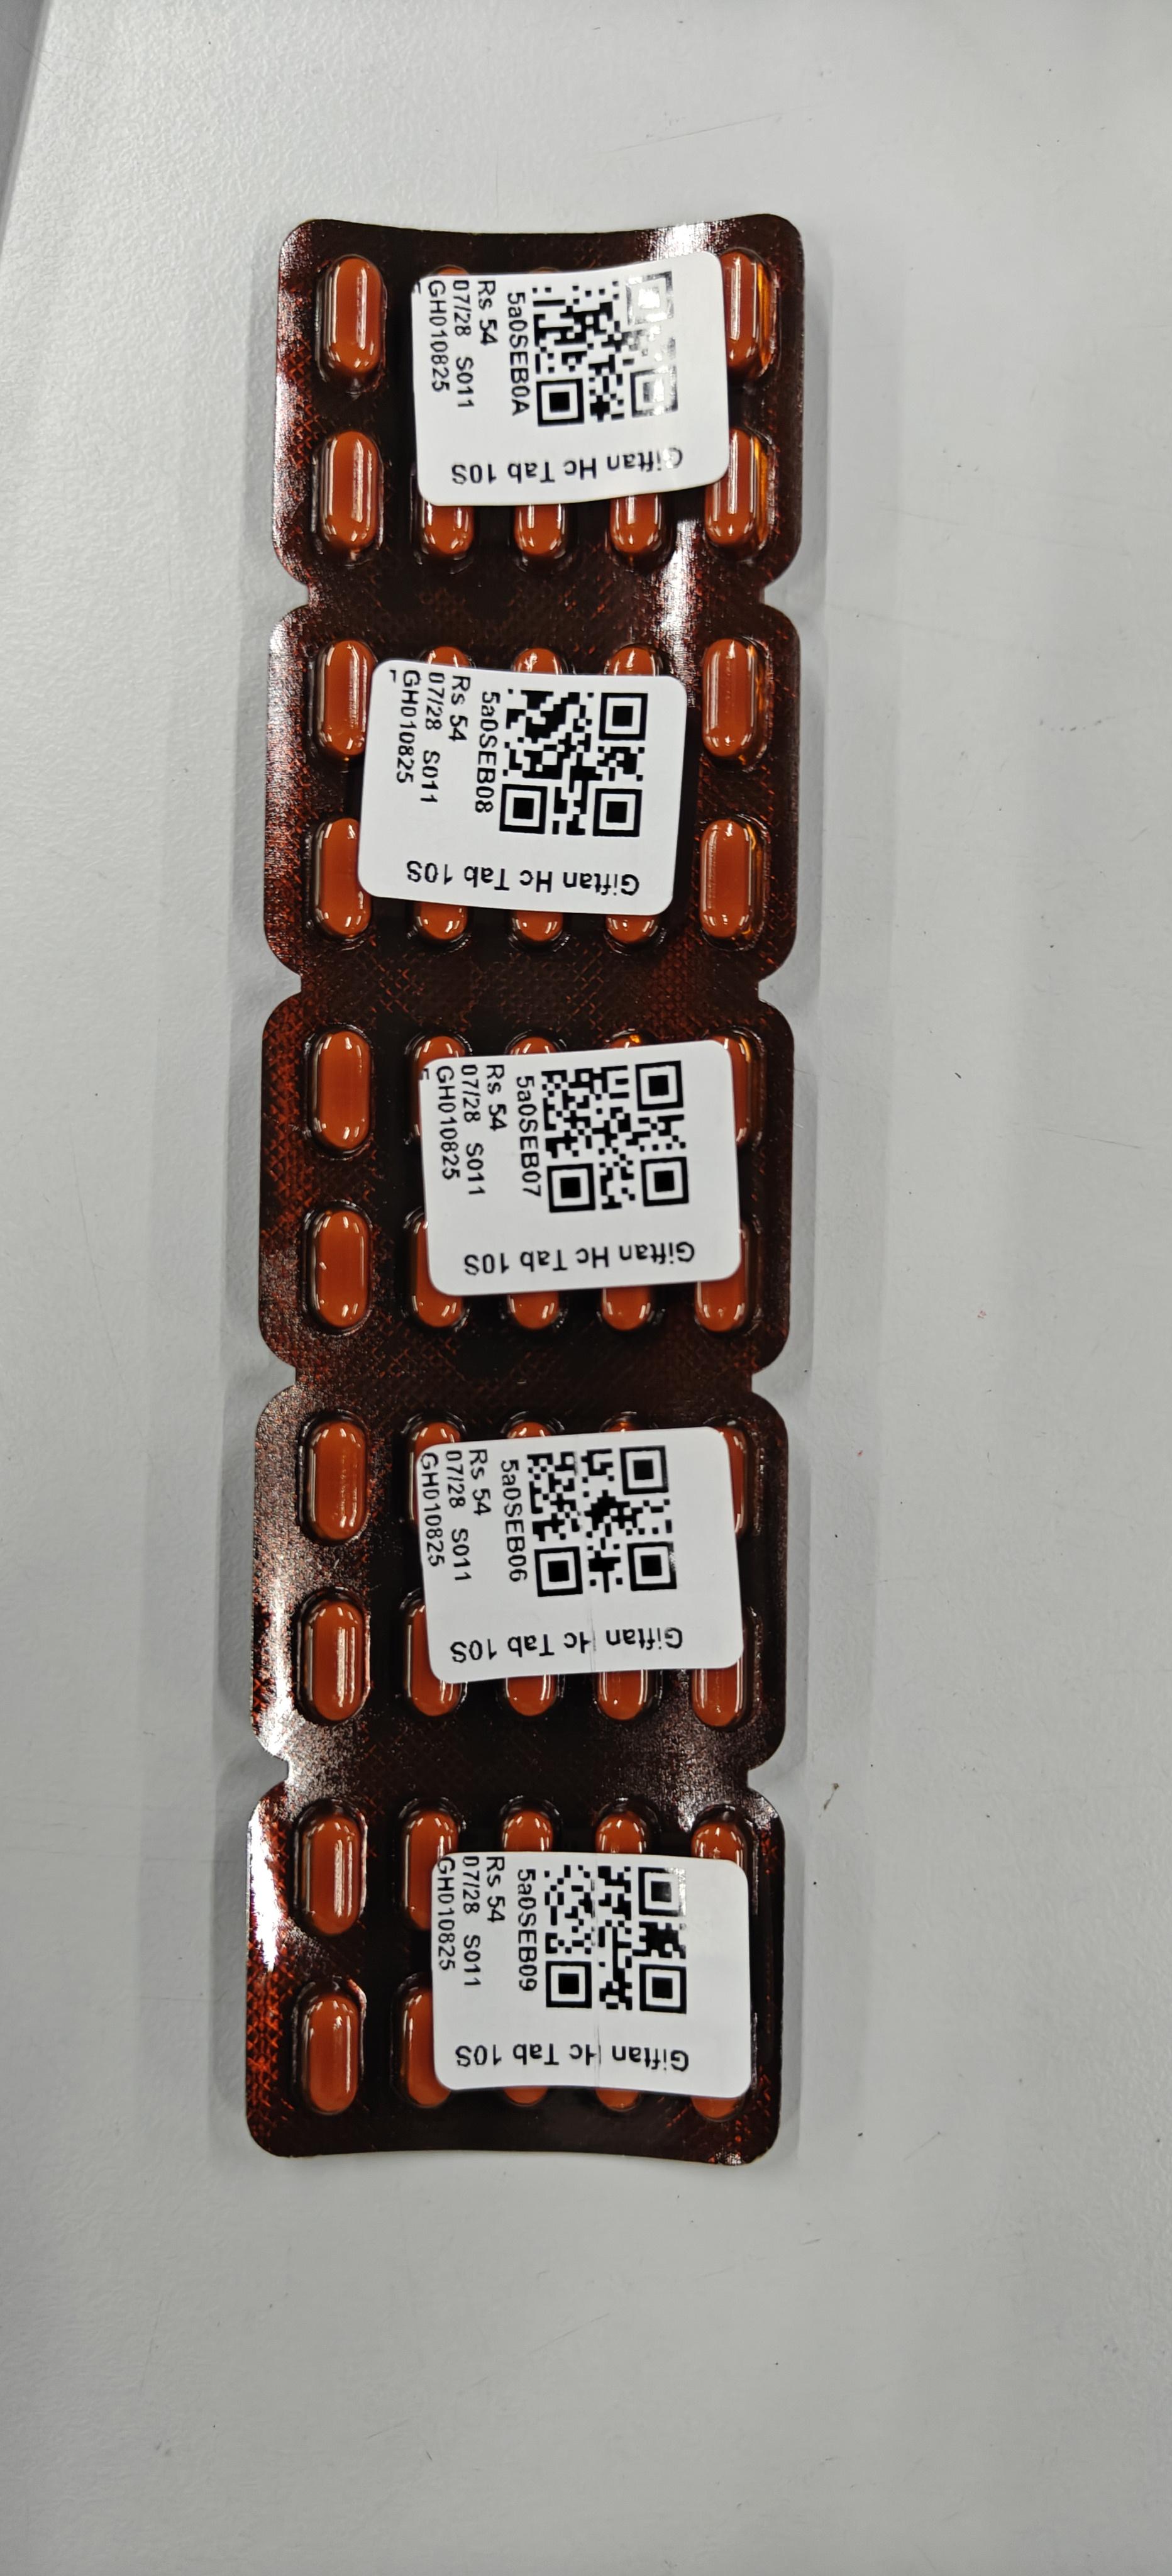 Giftan Hc Tab 10S
5a0SEB0A
Rs 54
07/28 S011
GH010825
Giftan Hc Tab 10S
5a0SEB08
Rs 54
07/28 S011
GH010825
Giftan Hc Tab 10S
5a0SEB07
Rs 54
07/28 S011
GH010825
Giftan Hc Tab 10S
5a0SEB06
Rs 54
07/28 S011
GH010825
Giftan Hc Tab 10S
5a0SEB09
Rs 54
07/28 S011
GH010825